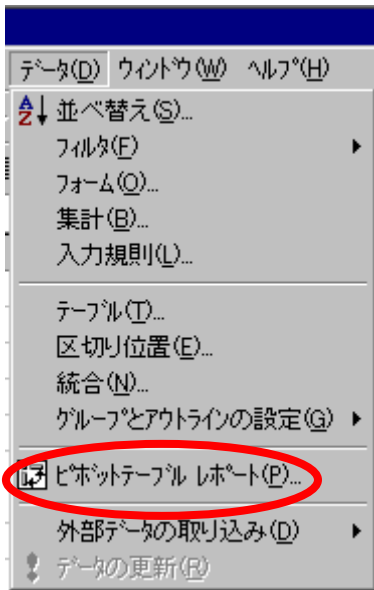 データ(D) ウィンドウ(W) ヘルプ(H)
並べ替え(S)...
フィルタ(F)
フォーム(O)...
集計(B)...
入力規則(L)...
テーブル(T)...
区切り位置(E)...
統合(N)...
グループとアウトラインの設定(G)
ピボットテーブル レポート(P)...
外部データの取り込み(D)
データの更新(R)